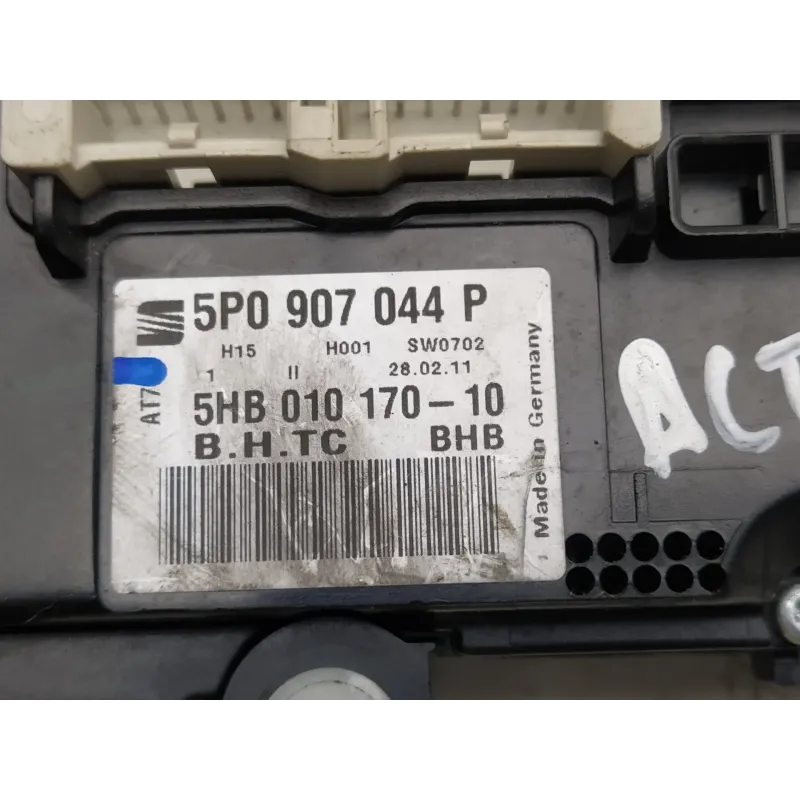 5P0 907 044 P
H15 H001 SW0702
1 II 28.02.11
5HB 010 170-10
B.H.TC BHB
AT7
Made in Germany